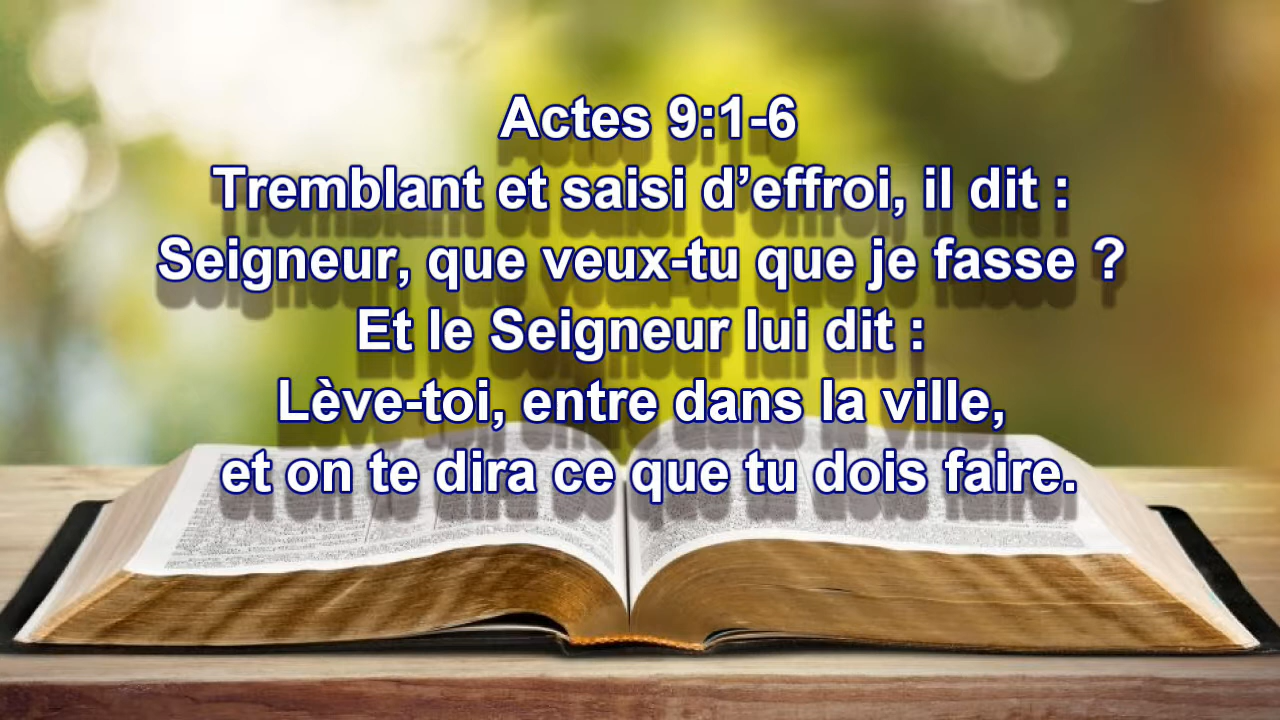 Actes 9:1-6
Tremblant et saisi d’effroi, il dit :
Seigneur, que veux-tu que je fasse ?
Et le Seigneur lui dit :
Lève-toi, entre dans la ville,
et on te dira ce que tu dois faire.